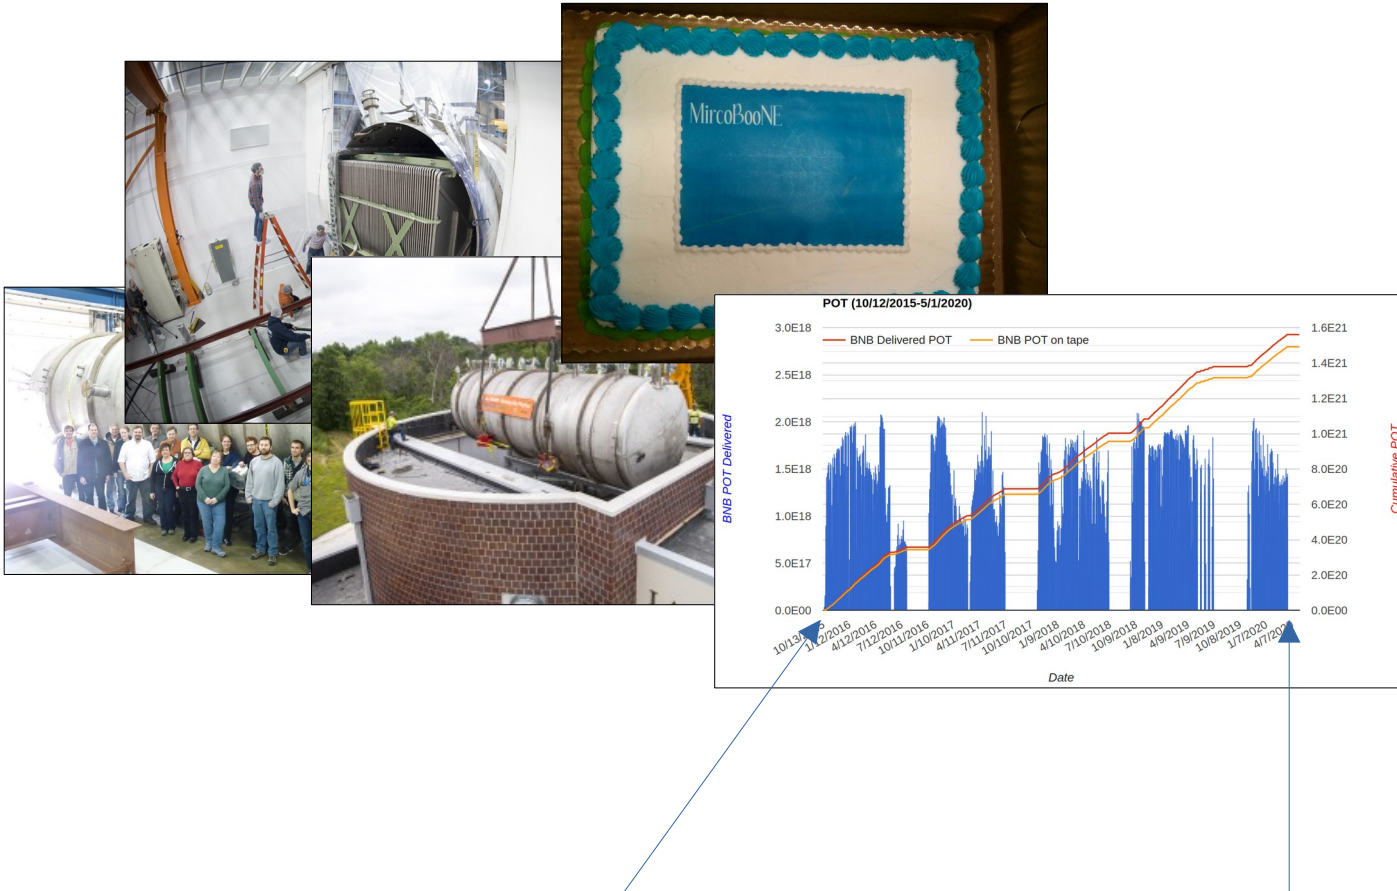 MircoBooNE
POT (10/12/2015-5/1/2020)
BNB Delivered POT
BNB POT on tape
3.0E18
2.5E18
2.0E18
1.5E18
1.0E18
5.0E17
0.0E00
1.6E21
1.4E21
1.2E21
1.0E21
8.0E20
6.0E20
4.0E20
2.0E20
0.0E00
BNB POT Delivered
Cumulative POT
1/12/2016
4/12/2016
7/12/2016
10/11/2016
1/10/2017
4/11/2017
7/11/2017
10/10/2017
1/9/2018
4/10/2018
7/10/2018
10/9/2018
1/8/2019
4/9/2019
7/9/2019
10/8/2019
1/7/2020
Date